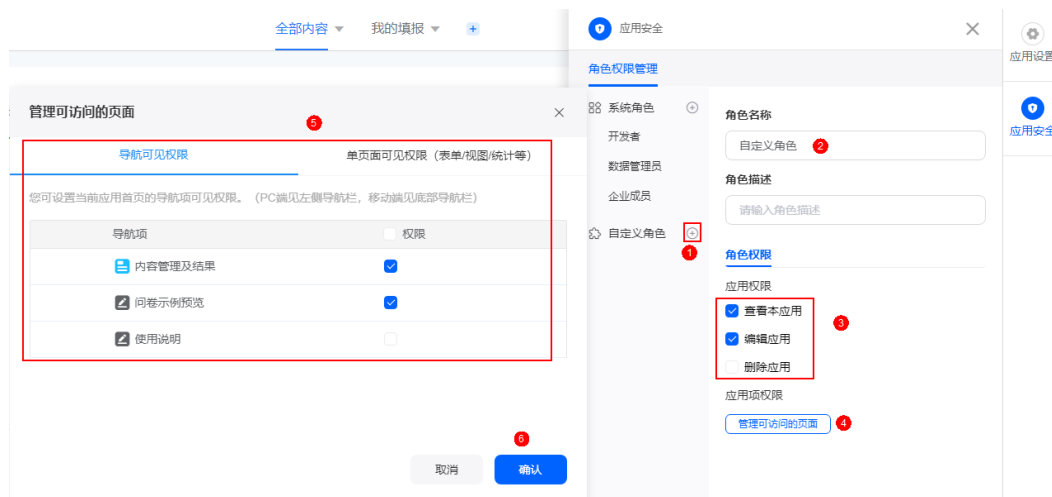 全部内容 我的填报 +
应用安全
应用设置
应用安全
角色权限管理
管理可访问的页面
5
导航可见权限 单页面可见权限（表单/视图/统计等）
您可设置当前应用首页的导航项可见权限。（PC端见左侧导航栏，移动端见底部导航栏）
导航项 权限
内容管理及结果
问卷示例预览
使用说明
6
取消 确认
系统角色
开发者
数据管理员
企业成员
自定义角色
1
角色名称
自定义角色 2
角色描述
请输入角色描述
角色权限
应用权限
查看本应用
编辑应用
删除应用
3
应用项权限
管理可访问的页面 4